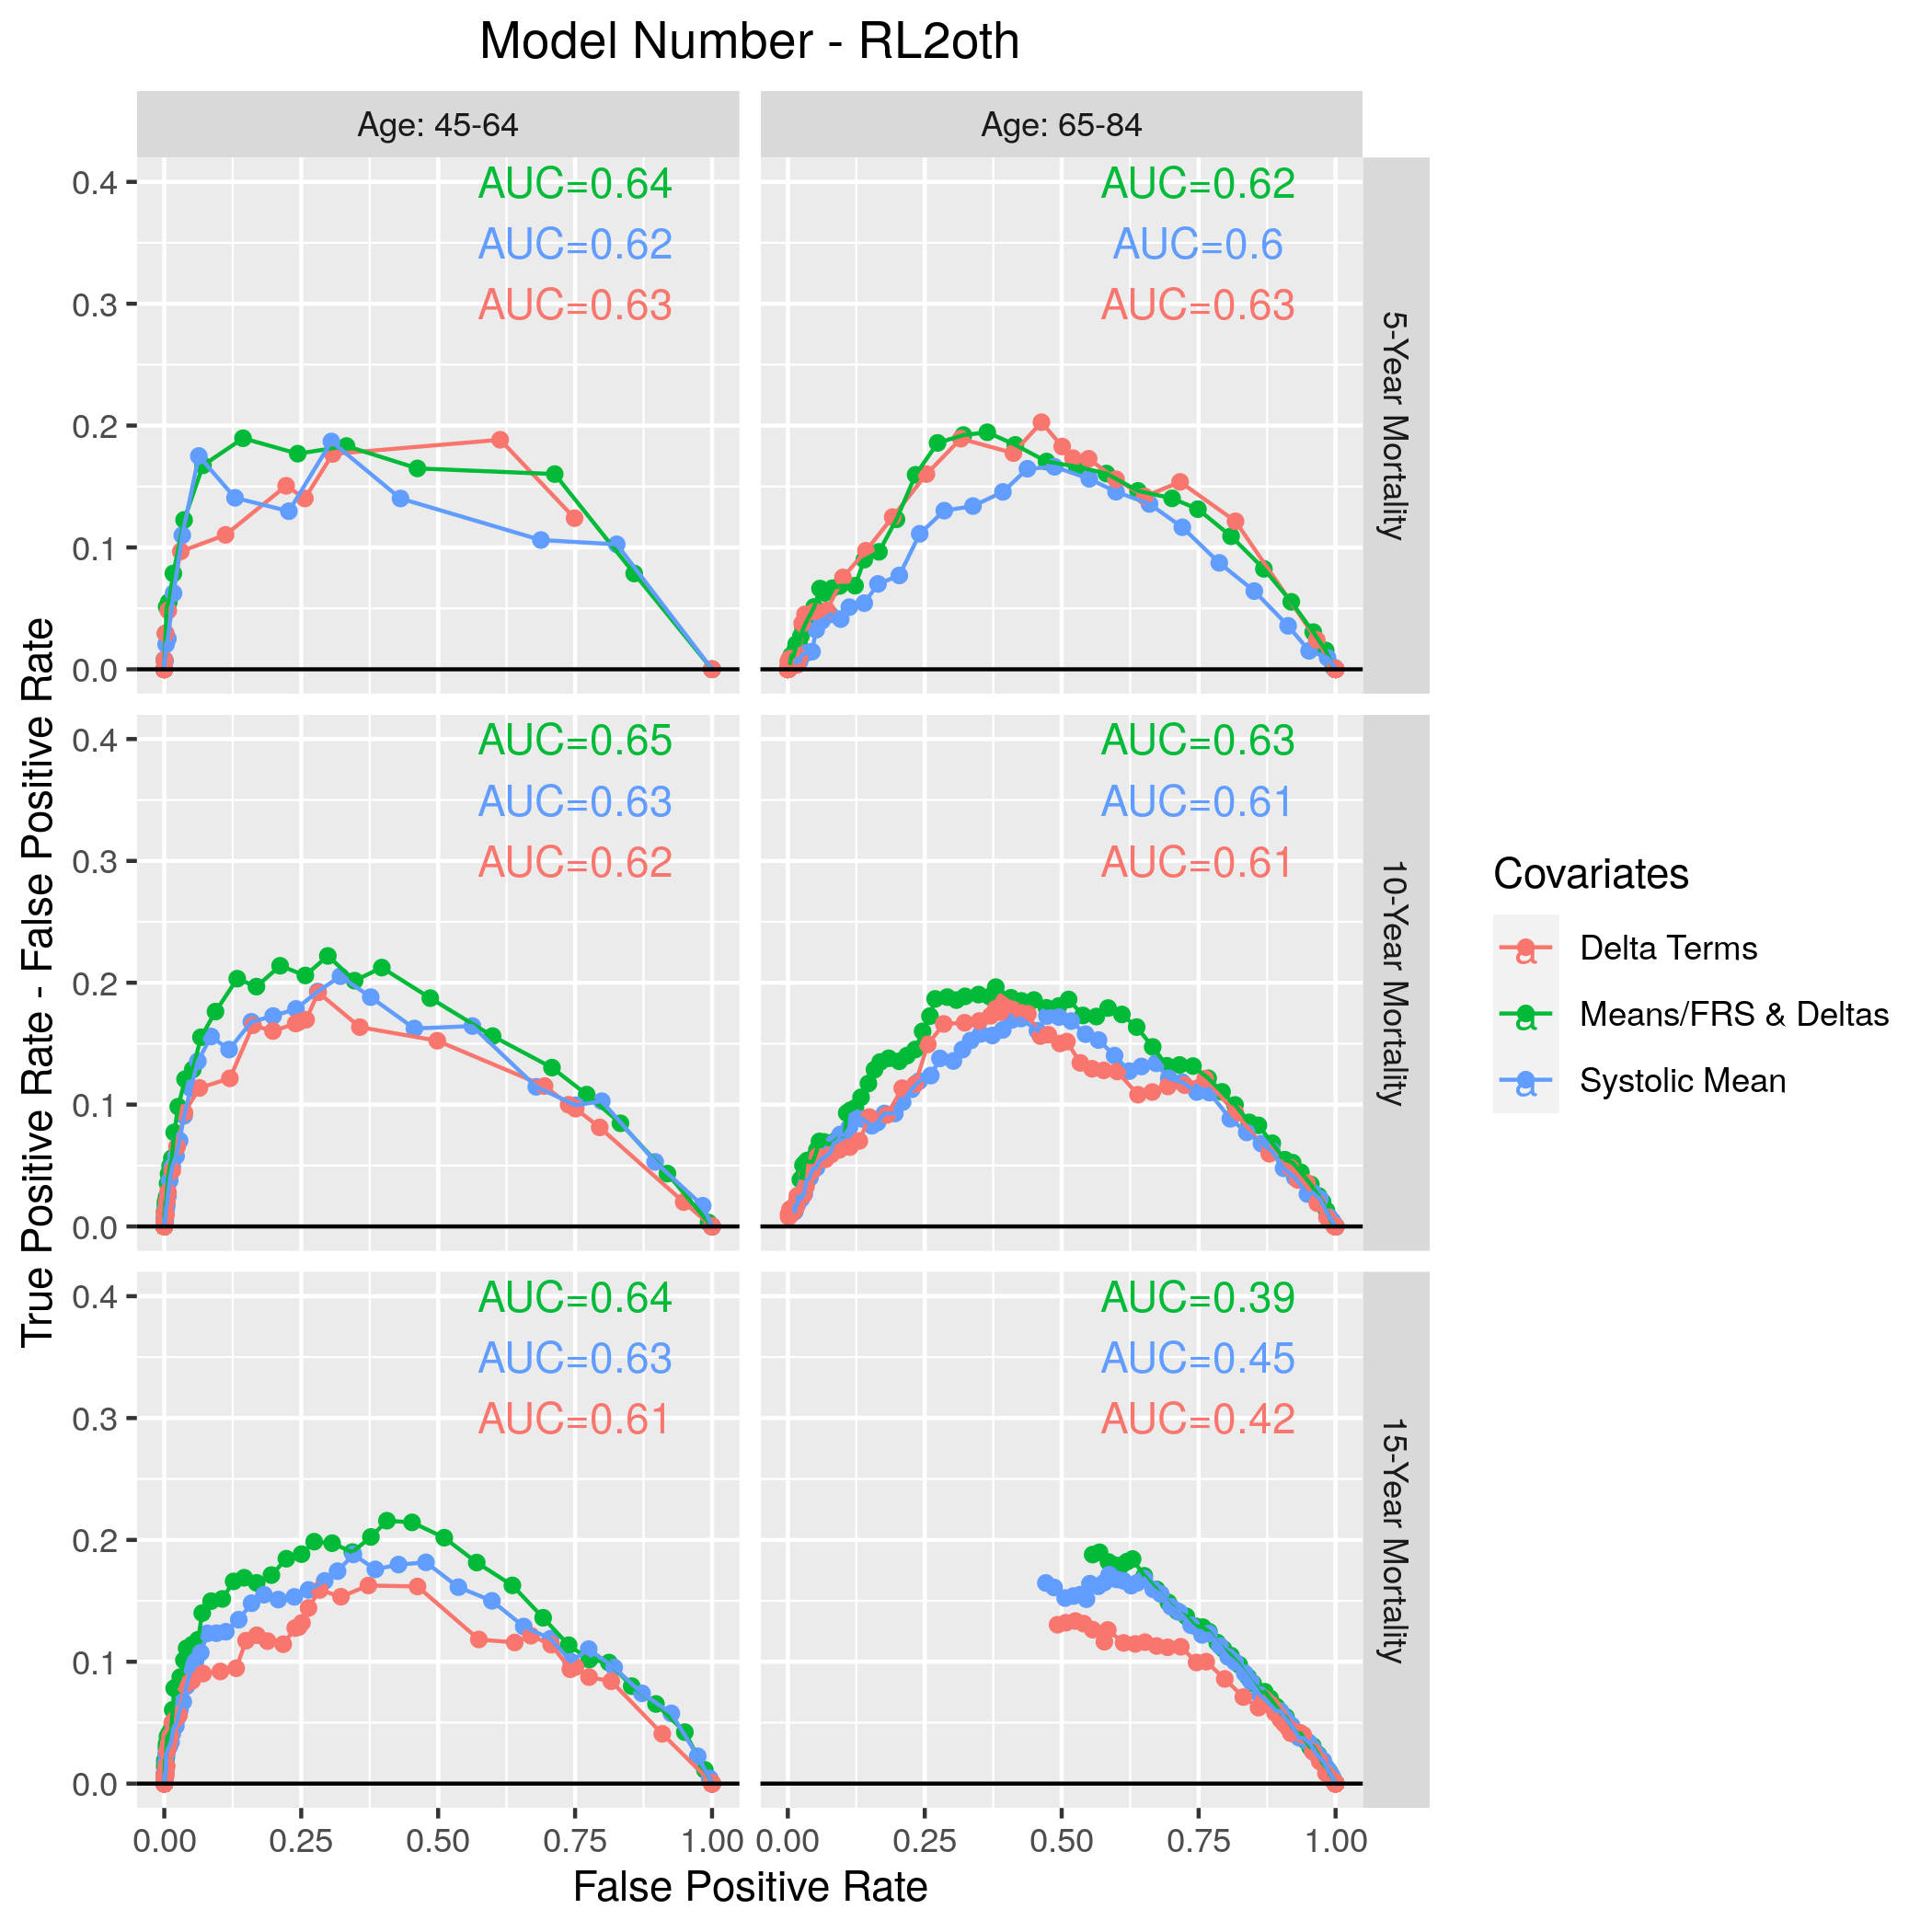 Model Number - RL2oth
Age: 45-64
Age: 65-84
True Positive Rate - False Positive Rate
0.4
0.3
0.2
0.1
0.0
AUC=0.64
AUC=0.62
AUC=0.63
AUC=0.62
AUC=0.6
AUC=0.63
5-Year Mortality
0.4
0.3
0.2
0.1
0.0
AUC=0.65
AUC=0.63
AUC=0.62
AUC=0.63
AUC=0.61
AUC=0.61
10-Year Mortality
0.4
0.3
0.2
0.1
0.0
AUC=0.64
AUC=0.63
AUC=0.61
AUC=0.39
AUC=0.45
AUC=0.42
15-Year Mortality
0.00 0.25 0.50 0.75 1.00
0.00 0.25 0.50 0.75 1.00
False Positive Rate
Covariates
a Delta Terms
a Means/FRS & Deltas
a Systolic Mean